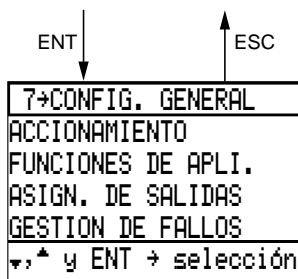 ENT ESC
7→CONFIG. GENERAL
ACCIONAMIENTO
FUNCIONES DE APLI.
ASIGN. DE SALIDAS
GESTION DE FALLOS
▼,▲ y ENT → selección